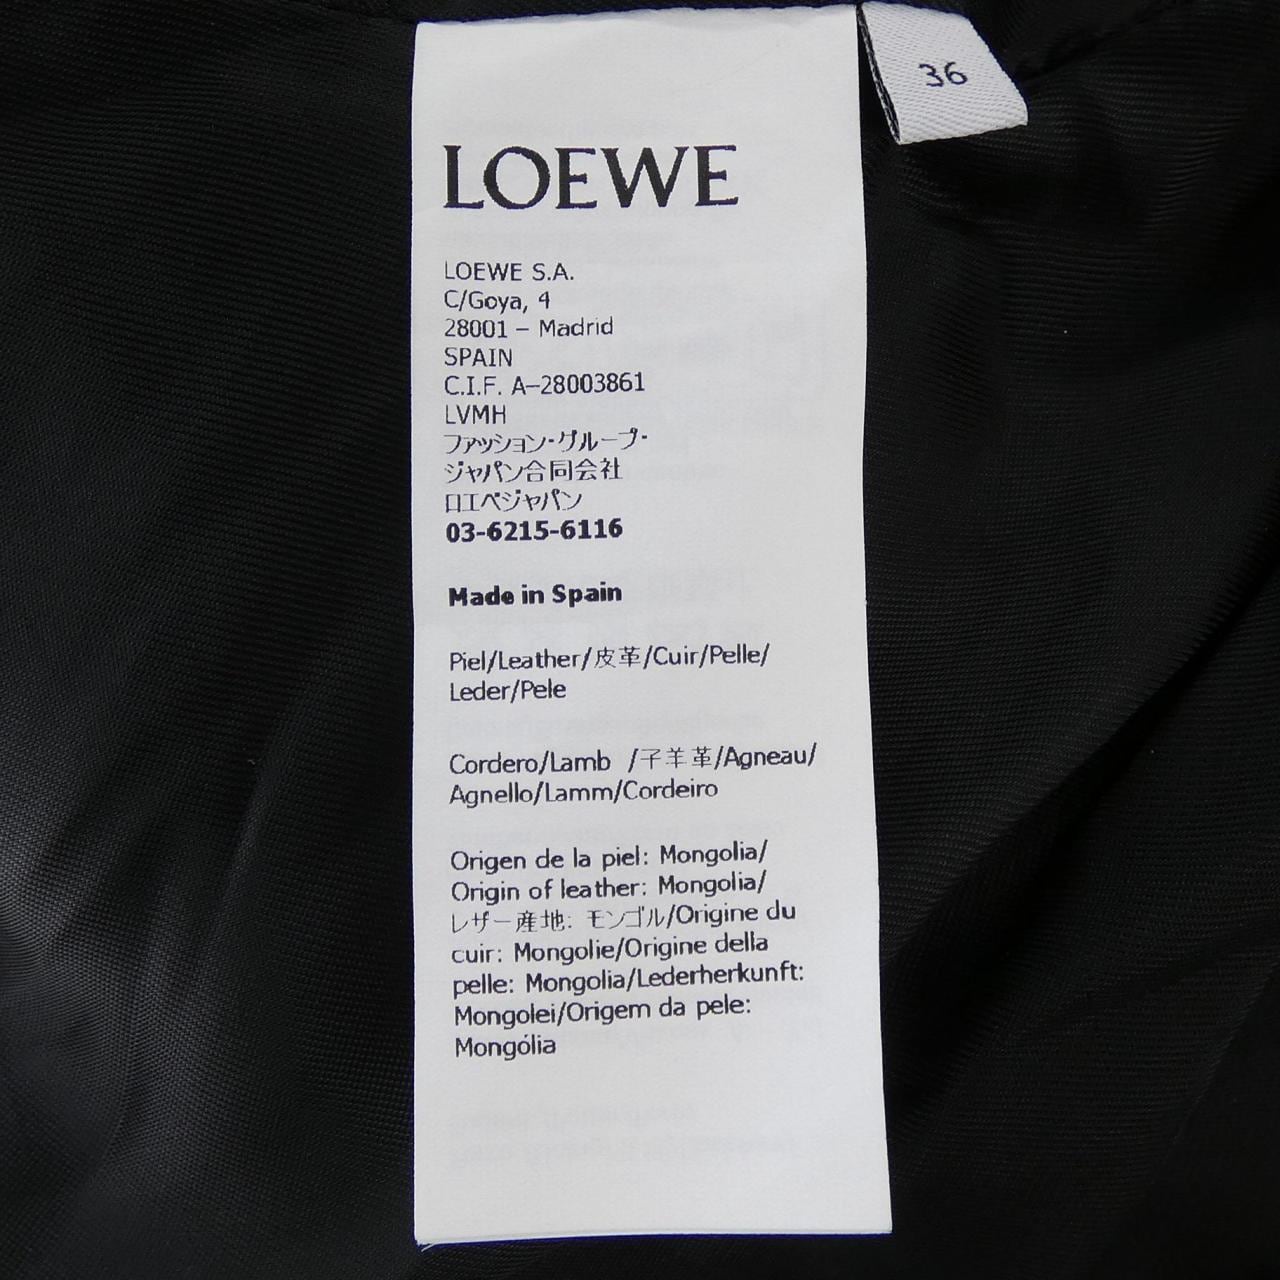 36
LOEWE
LOEWE S.A.
C/Goya, 4
28001 – Madrid
SPAIN
C.I.F. A–28003861
LVMH
ファッション・グループ・
ジャパン合同会社
ロエベジャパン
03-6215-6116
Made in Spain
Piel/Leather/皮革/Cuir/Pelle/
Leder/Pele
Cordero/Lamb /子羊革/Agneau/
Agnello/Lamm/Cordeiro
Origen de la piel: Mongolia/
Origin of leather: Mongolia/
レザー産地: モンゴル/Origine du
cuir: Mongolie/Origine della
pelle: Mongolia/Lederherkunft:
Mongolei/Origem da pele:
Mongólia